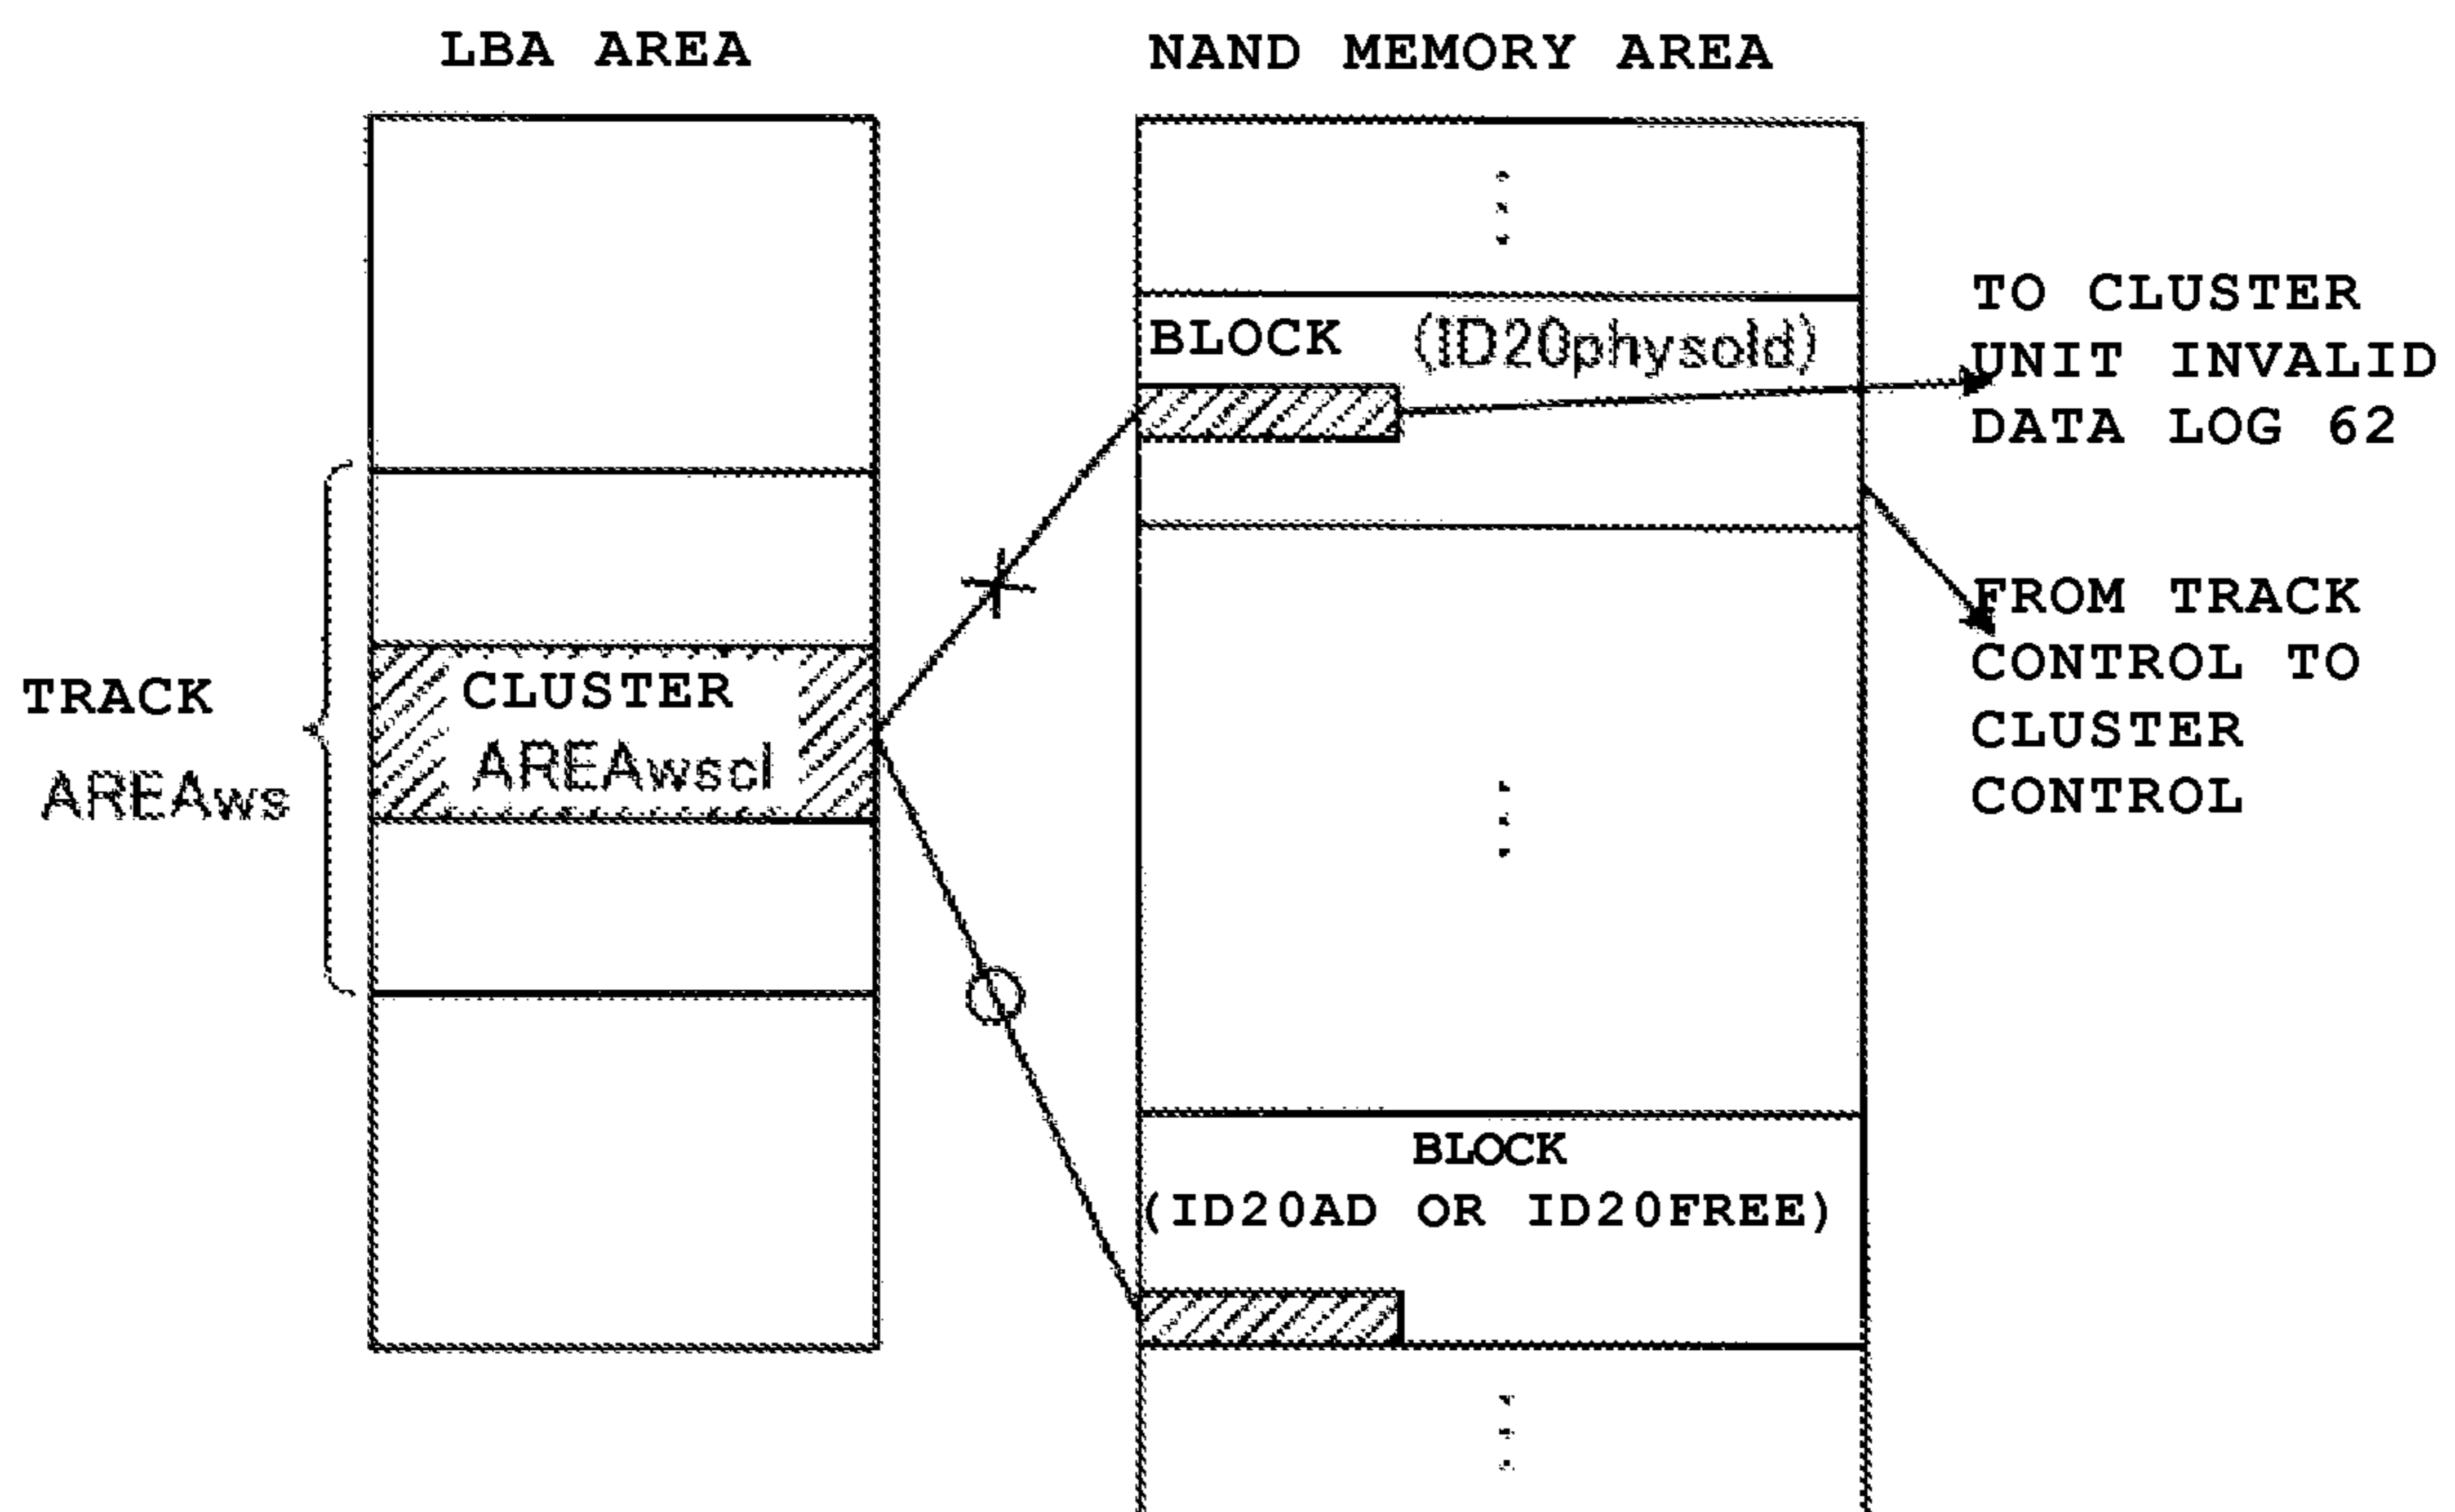 LBA AREA
NAND MEMORY AREA
BLOCK (ID20physold)
TO CLUSTER
UNIT INVALID
DATA LOG 62
FROM TRACK
CONTROL TO
CLUSTER
CONTROL
TRACK
AREAws
CLUSTER
AREAwscl
BLOCK
(ID20AD OR ID20FREE)